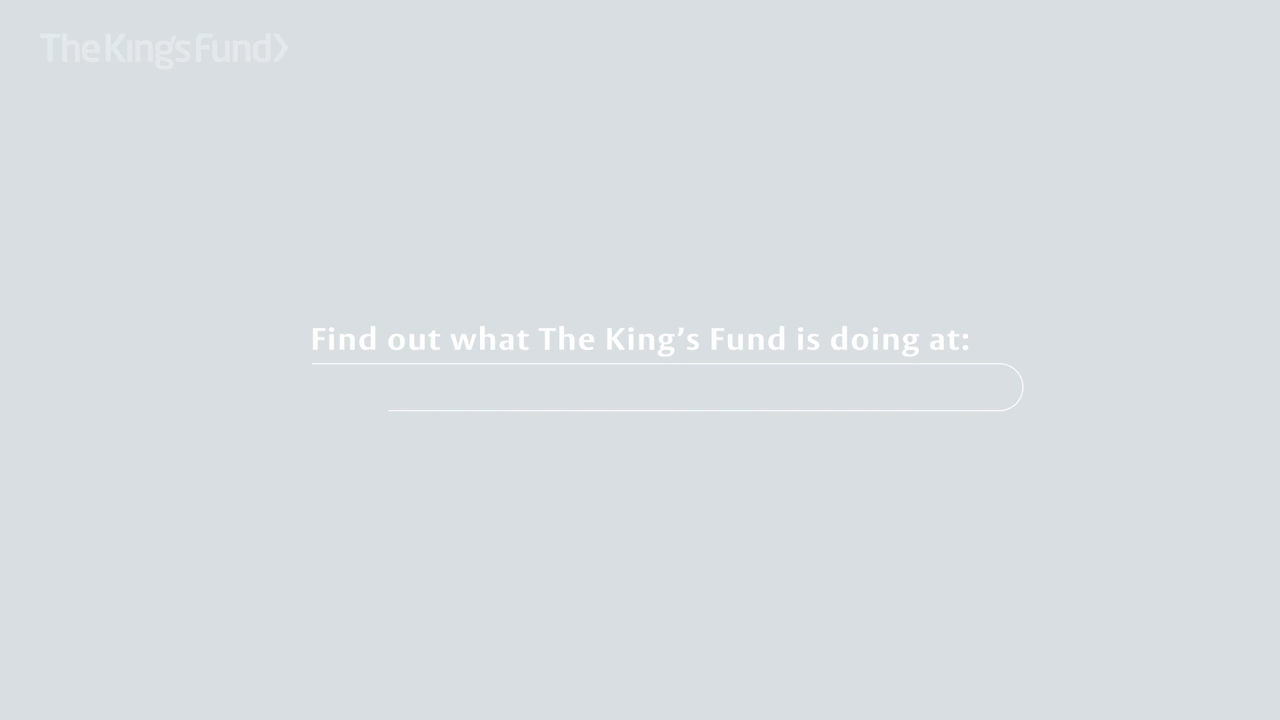 The King's Fund>
Find out what The King’s Fund is doing at: